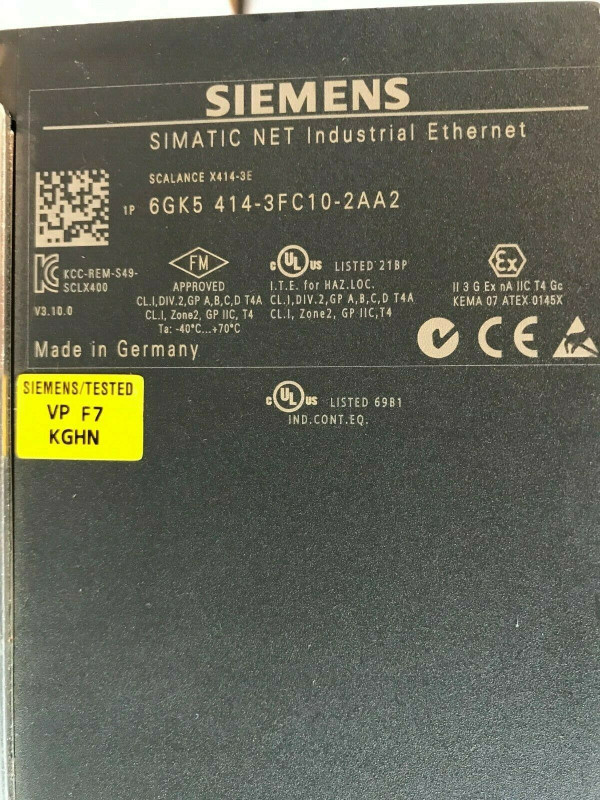 SIEMENS
SIMATIC NET Industrial Ethernet
SCALANCE X414-3E
1P 6GK5 414-3FC10-2AA2
KCC-REM-S49-
SCLX400
V3.10.0
FM
APPROVED
CL.I,DIV.2,GP A,B,C,D T4A
CL.I, Zone2, GP IIC, T4
Ta: -40°C...+70°C
c UL us LISTED 21BP
I.T.E. for HAZ.LOC.
CL.I,DIV.2,GP A,B,C,D T4A
CL.I, Zone2, GP IIC,T4
Ex
II 3 G Ex nA IIC T4 Gc
KEMA 07 ATEX 0145X
CE
Made in Germany
SIEMENS/TESTED
VP F7
KGHN
c UL us LISTED 69B1
IND.CONT.EQ.